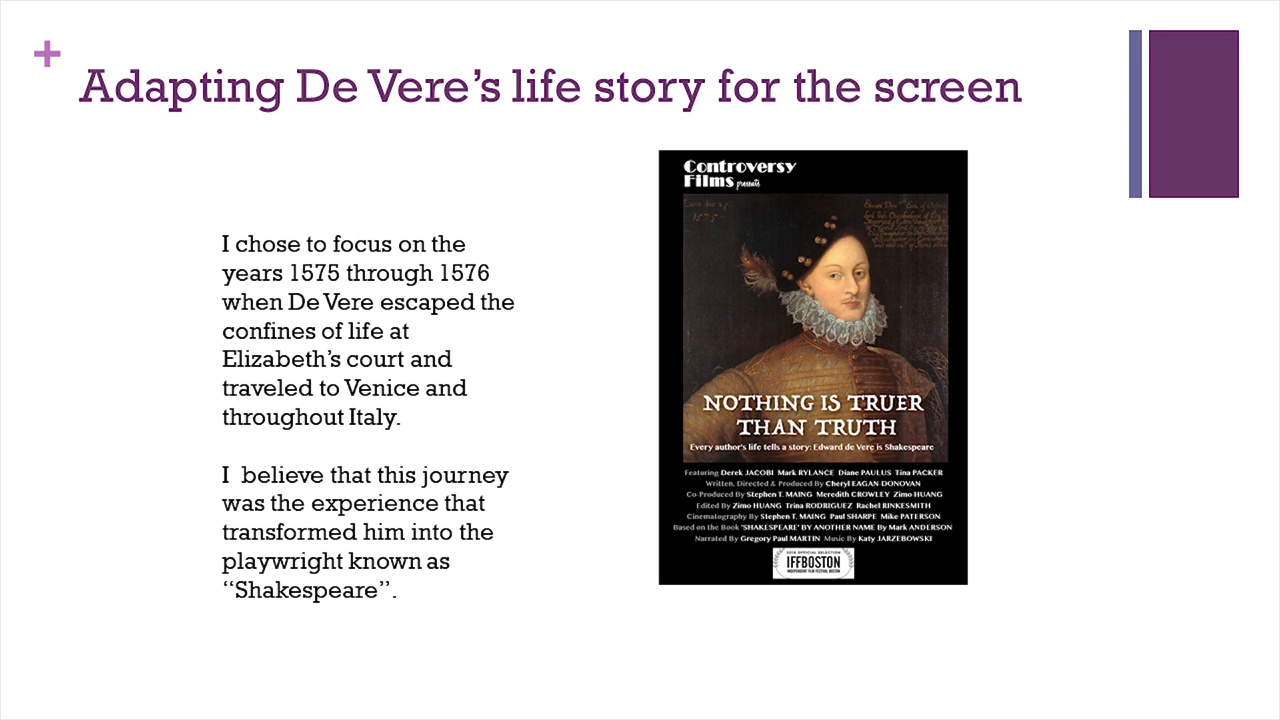 +
Adapting De Vere’s life story for the screen
I chose to focus on the
years 1575 through 1576
when De Vere escaped the
confines of life at
Elizabeth’s court and
traveled to Venice and
throughout Italy.
I  believe that this journey
was the experience that
transformed him into the
playwright known as
“Shakespeare”.
Controversy
Films presents
1575
NOTHING IS TRUER
THAN TRUTH
Every author's life tells a story: Edward de Vere is Shakespeare
Featuring Derek JACOBI Mark RYLANCE Diane PAULUS Tina PACKER
Written, Directed & Produced By Cheryl EAGAN-DONOVAN
Co-Produced By Stephen T. MAING Meredith CROWLEY Zimo HUANG
Edited By Zimo HUANG Trina RODRIGUEZ Rachel RINKESMITH
Cinematography By Stephen T. MAING Paul SHARPE Mike PATERSON
Based on the Book "SHAKESPEARE" BY ANOTHER NAME By Mark ANDERSON
Narrated By Gregory Paul MARTIN Music By Katy JARZEBOWSKI
2018 OFFICIAL SELECTION
IFFBOSTON
INDEPENDENT FILM FESTIVAL BOSTON